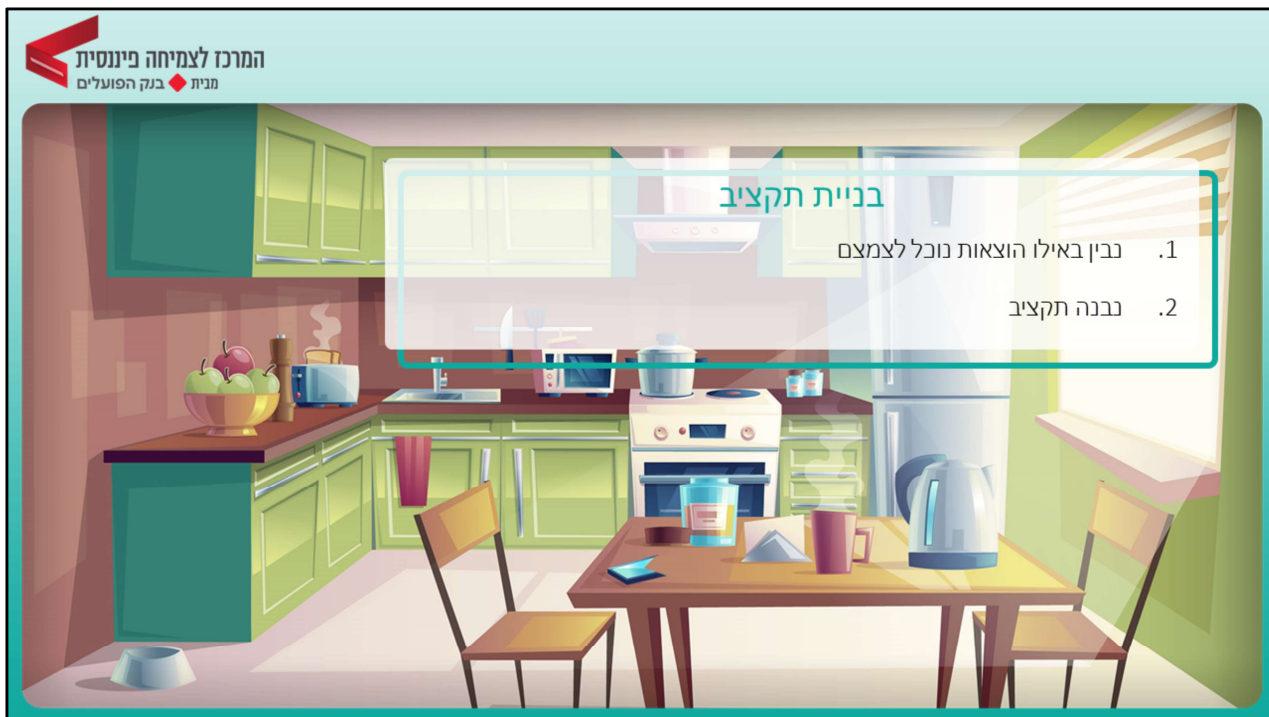 המרכז לצמיחה פיננסית
מבית בנק הפועלים
בניית תקציב
1. נבין באילו הוצאות נוכל לצמצם
2. נבנה תקציב